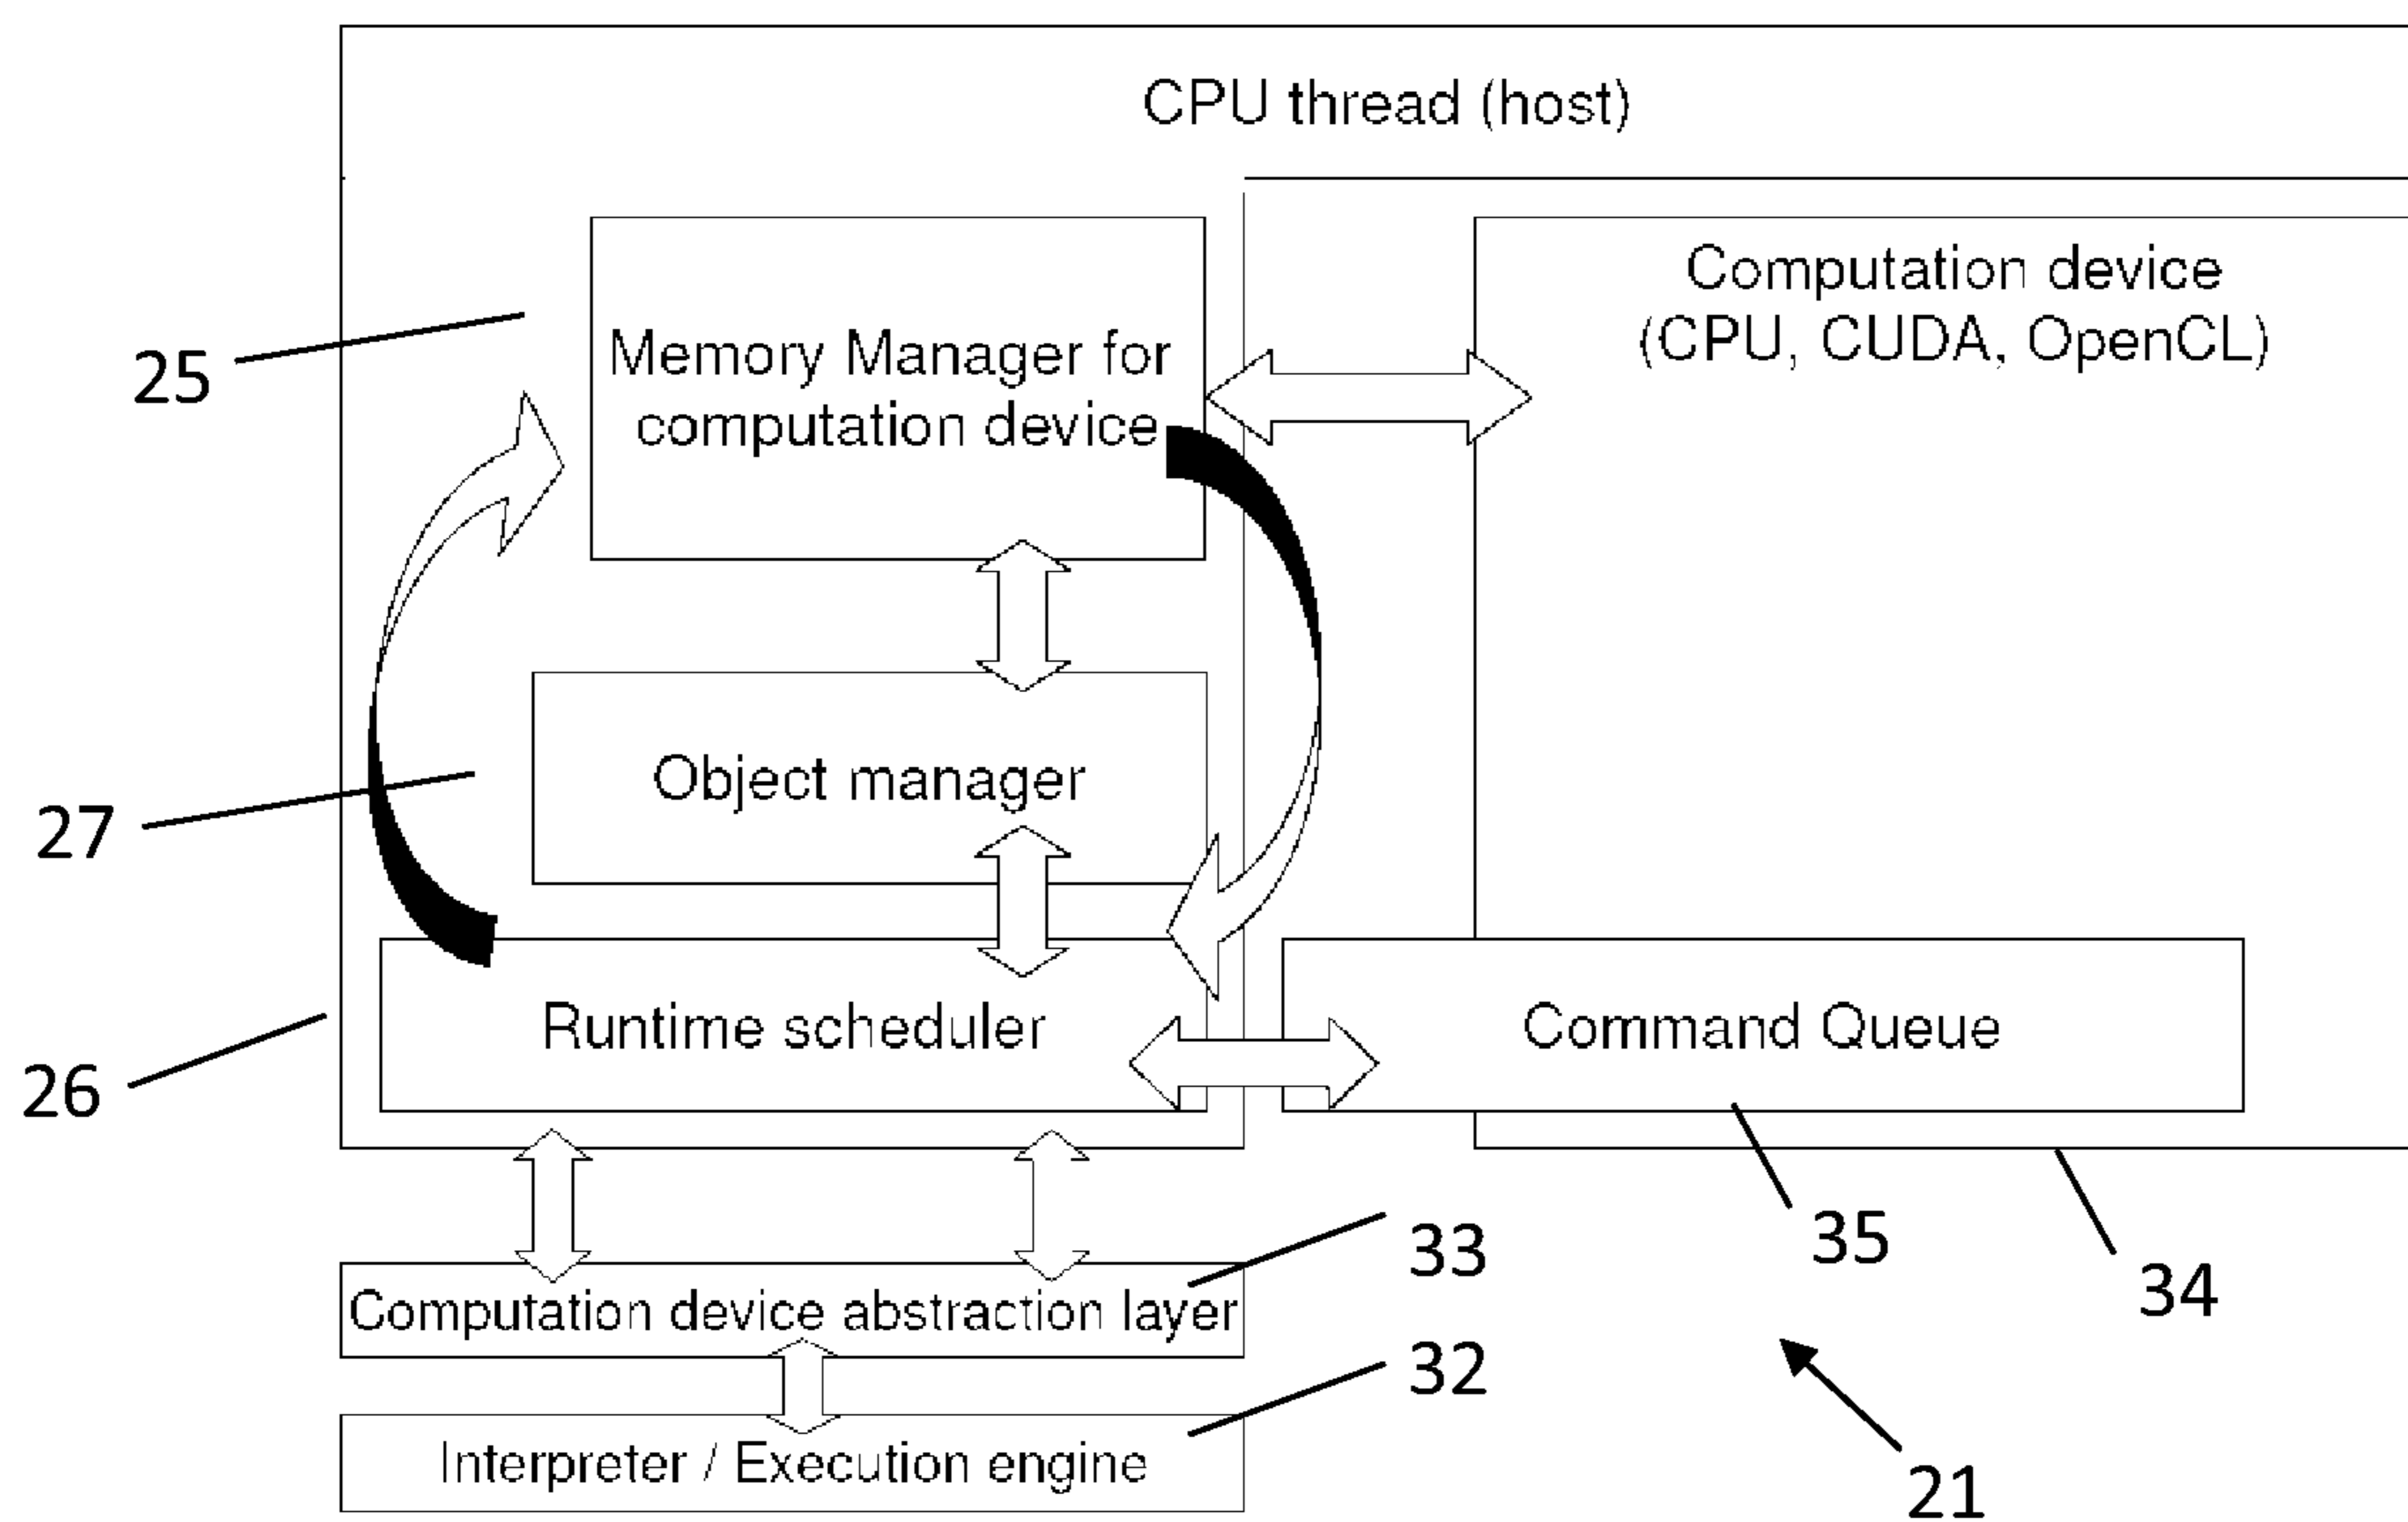 CPU thread (host)
Computation device
(CPU, CUDA, OpenCL)
Memory Manager for
computation device
25
Object manager
27
Runtime scheduler
Command Queue
26
35
33
34
Computation device abstraction layer
32
Interpreter / Execution engine
21